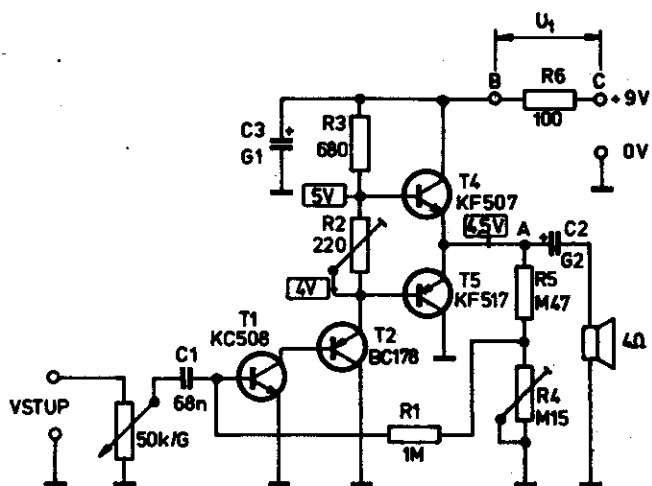 U₁
B
R6
C
+9V
100
0V
C3
+
G1
R3
680
T4
KF507
5V
4,5V
A
+
C2
G2
R2
220
4V
T5
KF517
R5
M47
4Ω
T1
KC508
T2
BC178
C1
68n
R4
M15
R1
1M
VSTUP
50k/G